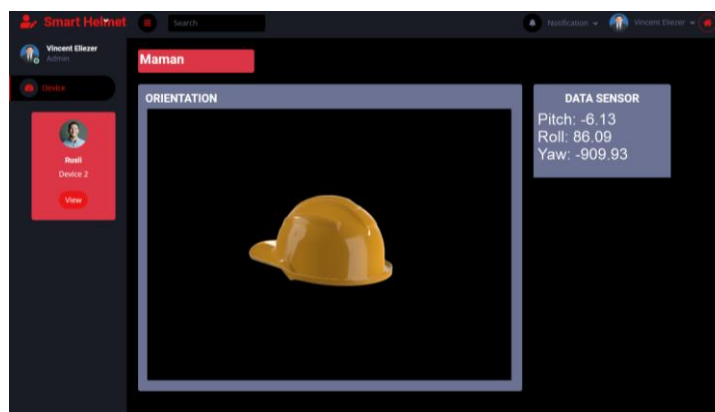 Smart Helmet
Search
Notification
Vincent Eliezer
Vincent Eliezer
Admin
Device
Rusli
Device 2
View
Maman
ORIENTATION
DATA SENSOR
Pitch: -6.13
Roll: 86.09
Yaw: -909.93